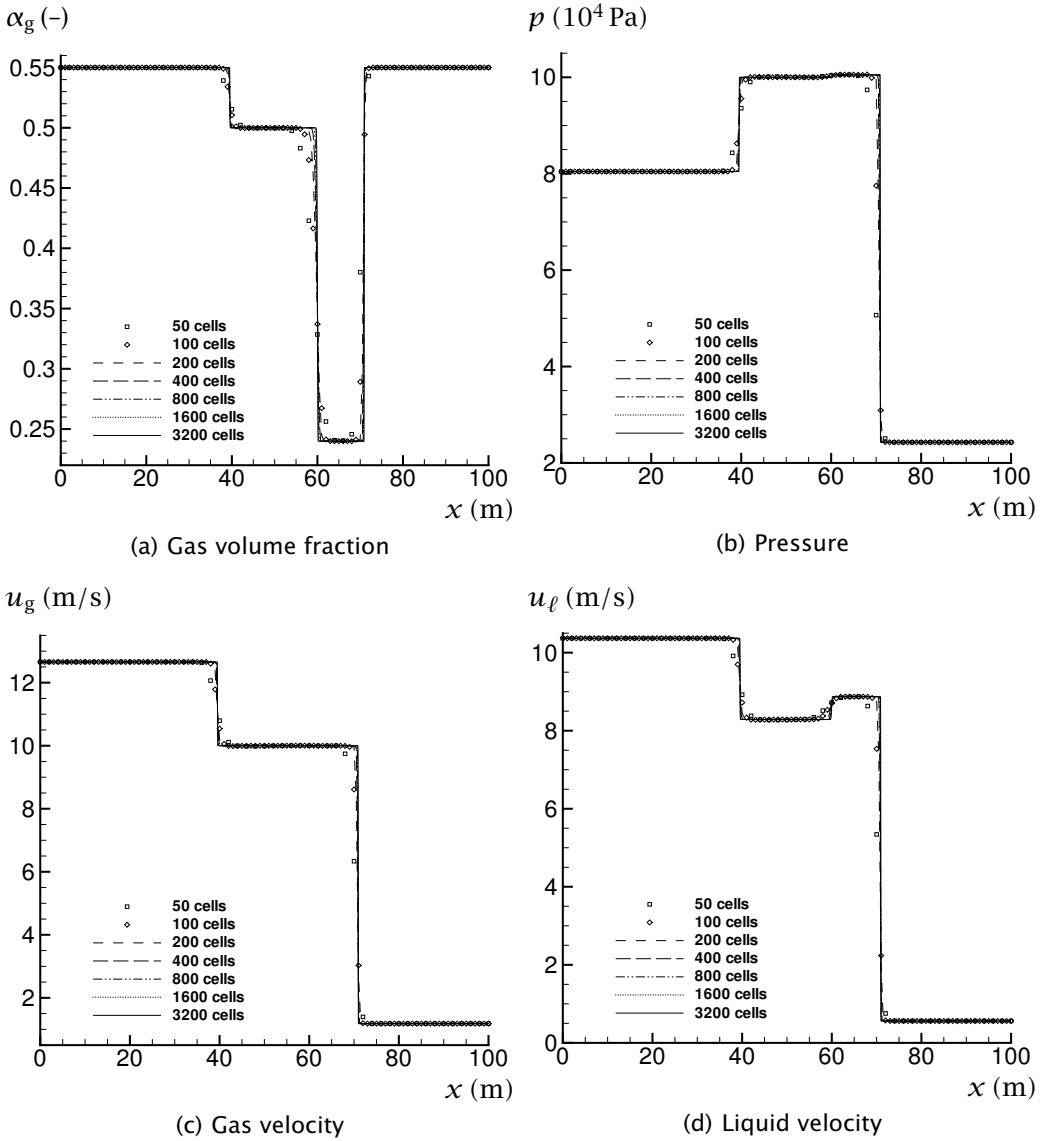 αg (–)
0.55
0.5
0.45
0.4
0.35
0.3
0.25
50 cells
100 cells
200 cells
400 cells
800 cells
1600 cells
3200 cells
0 20 40 60 80 100
x (m)
(a) Gas volume fraction
p (10⁴ Pa)
10
8
6
4
2
50 cells
100 cells
200 cells
400 cells
800 cells
1600 cells
3200 cells
0 20 40 60 80 100
x (m)
(b) Pressure
ug (m/s)
12
10
8
6
4
2
50 cells
100 cells
200 cells
400 cells
800 cells
1600 cells
3200 cells
0 20 40 60 80 100
x (m)
(c) Gas velocity
uℓ (m/s)
10
8
6
4
2
0
50 cells
100 cells
200 cells
400 cells
800 cells
1600 cells
3200 cells
0 20 40 60 80 100
x (m)
(d) Liquid velocity